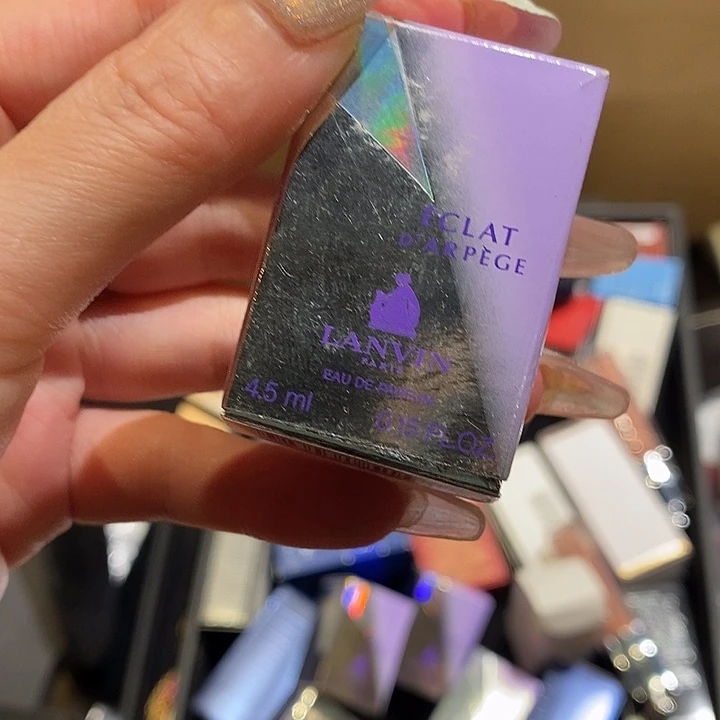 ÉCLAT
D'ARPÈGE
LANVIN
PARIS
EAU DE PARFUM
4.5 ml
0.15 FL.OZ